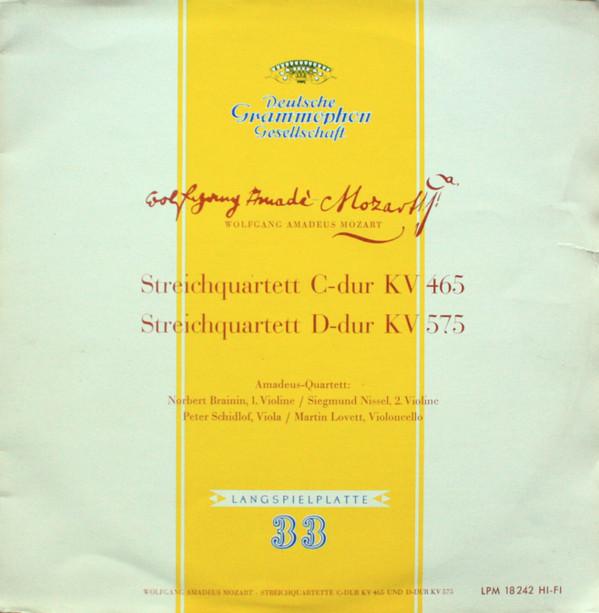 Deutsche
Grammophon
Gesellschaft
Wolfgang Amadè Mozart
WOLFGANG AMADEUS MOZART
Streichquartett C-dur KV 465
Streichquartett D-dur KV 575
Amadeus-Quartett:
Norbert Brainin, 1. Violine / Siegmund Nissel, 2. Violine
Peter Schidlof, Viola / Martin Lovett, Violoncello
LANGSPIELPLATTE
33
WOLFGANG AMADEUS MOZART · STREICHQUARTETTE C-DUR KV 465 UND D-DUR KV 575
LPM 18 242 HI-FI